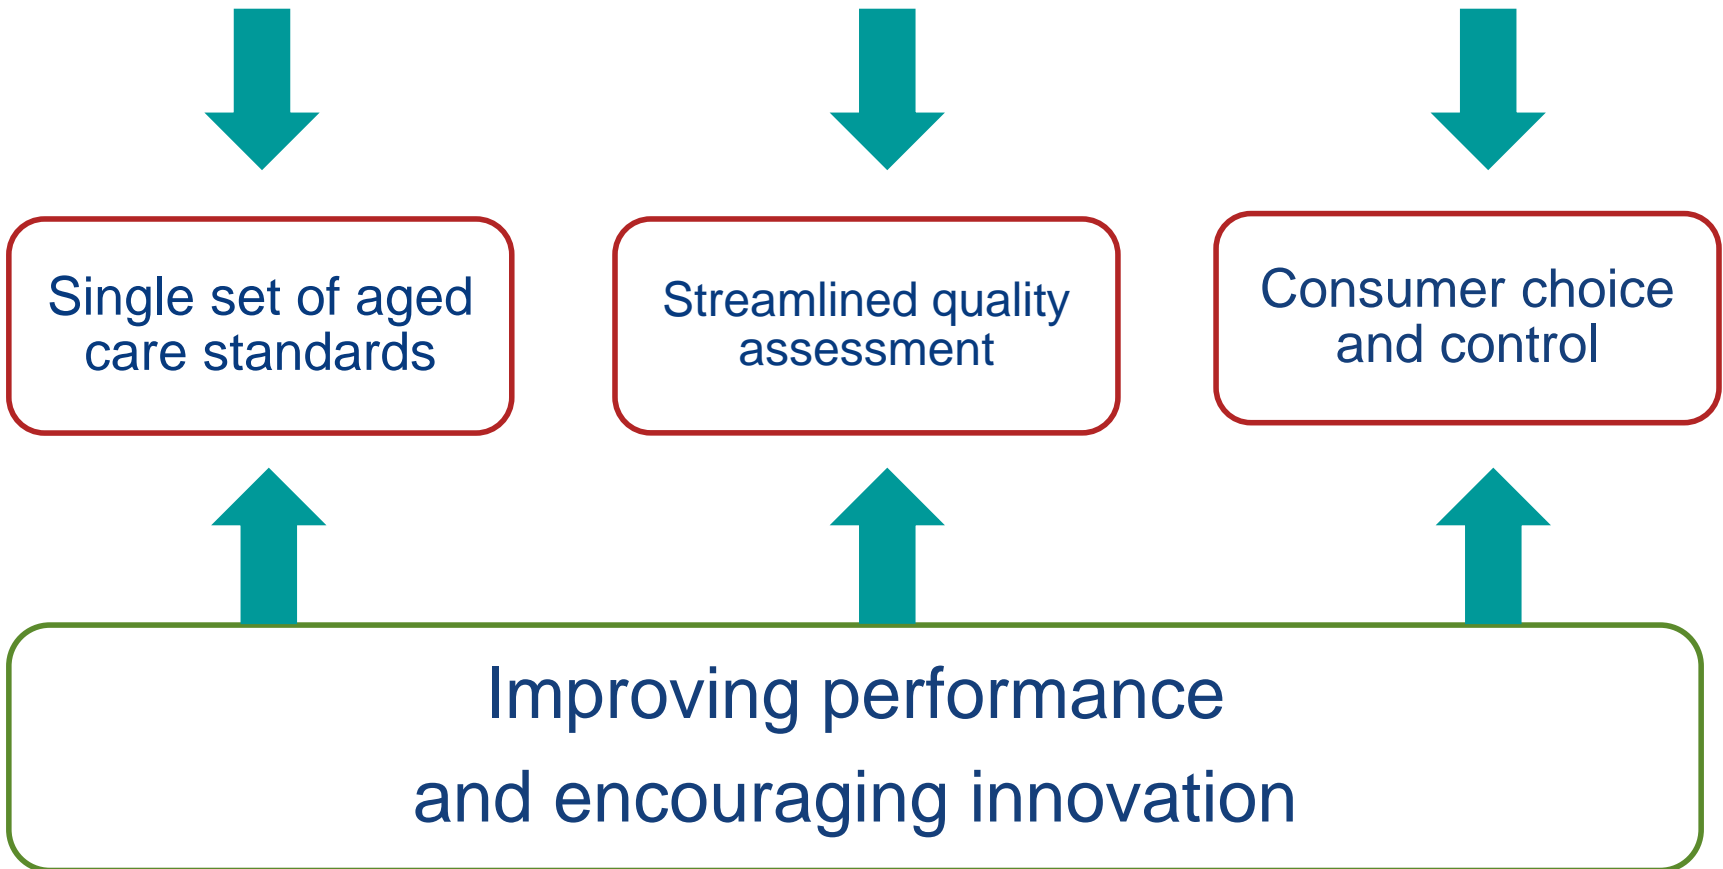 Single set of aged
care standards
Streamlined quality
assessment
Consumer choice
and control
Improving performance
and encouraging innovation